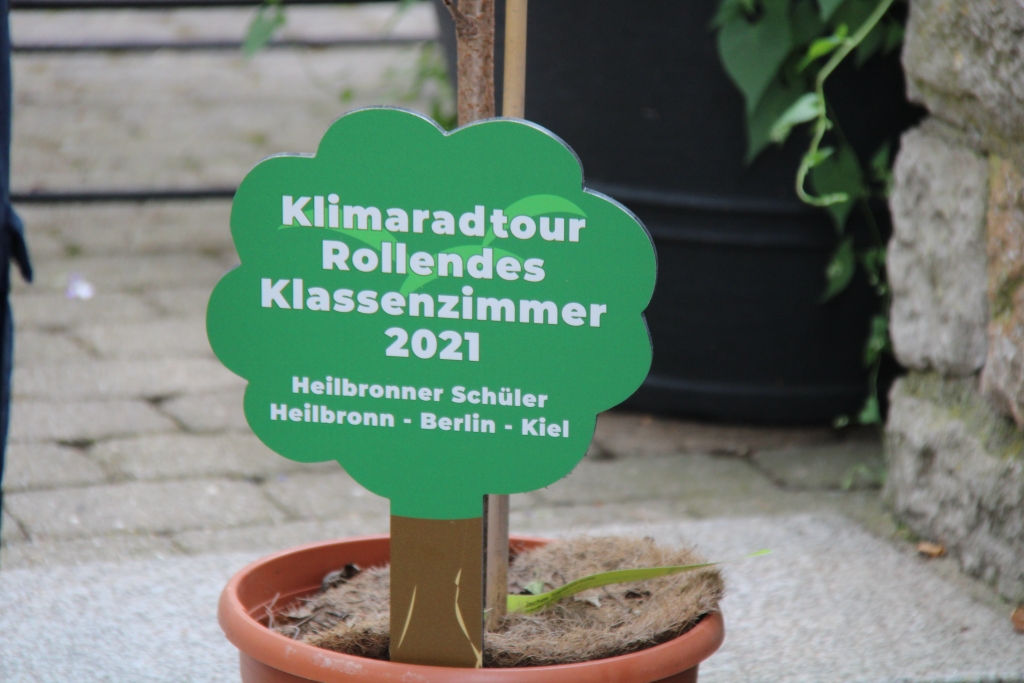 Klimaradtour
Rollendes
Klassenzimmer
2021
Heilbronner Schüler
Heilbronn - Berlin - Kiel